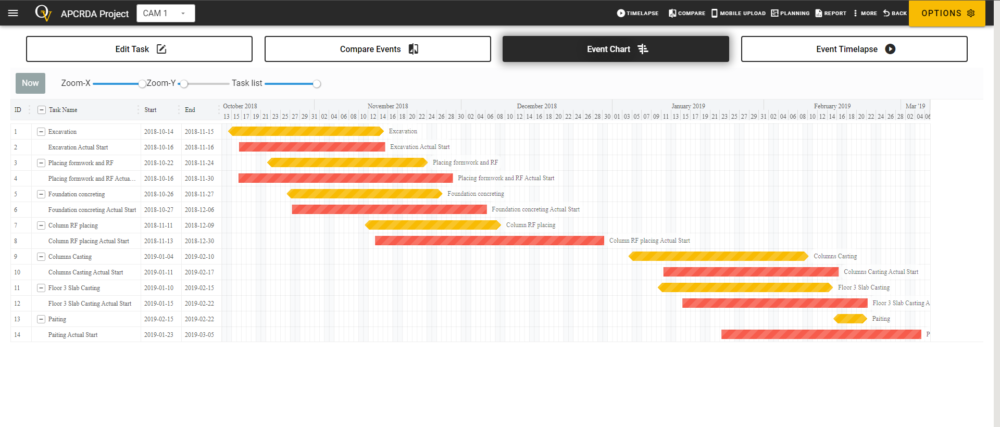 QV APCRDA Project CAM 1 TIMELAPSE COMPARE MOBILE UPLOAD PLANNING REPORT MORE BACK OPTIONS
Edit Task Compare Events Event Chart Event Timelapse
Now Zoom-X Zoom-Y Task list
ID Task Name Start End
October 2018 November 2018 December 2018 January 2019 February 2019 Mar '19
13 15 17 19 21 23 25 27 29 31 02 04 06 08 10 12 14 16 18 20 22 24 26 28 30 02 04 06 08 10 12 14 16 18 20 22 24 26 28 30 01 03 05 07 09 11 13 15 17 19 21 23 25 27 29 31 02 04 06 08 10 12 14 16 18 20 22 24 26 28 02 04 06
1 Excavation 2018-10-14 2018-11-15 Excavation
2 Excavation Actual Start 2018-10-16 2018-11-16 Excavation Actual Start
3 Placing formwork and RF 2018-10-22 2018-11-24 Placing formwork and RF
4 Placing formwork and RF Actua... 2018-10-16 2018-11-30 Placing formwork and RF Actual Start
5 Foundation concreting 2018-10-26 2018-11-27 Foundation concreting
6 Foundation concreting Actual Start 2018-10-27 2018-12-06 Foundation concreting Actual Start
7 Column RF placing 2018-11-11 2018-12-09 Column RF placing
8 Column RF placing Actual Start 2018-11-13 2018-12-30 Column RF placing Actual Start
9 Columns Casting 2019-01-04 2019-02-10 Columns Casting
10 Columns Casting Actual Start 2019-01-11 2019-02-17 Columns Casting Actual Start
11 Floor 3 Slab Casting 2019-01-10 2019-02-15 Floor 3 Slab Casting
12 Floor 3 Slab Casting Actual Start 2019-01-15 2019-02-22 Floor 3 Slab Casting A
13 Paiting 2019-02-15 2019-02-22 Paiting
14 Paiting Actual Start 2019-01-23 2019-03-05 P